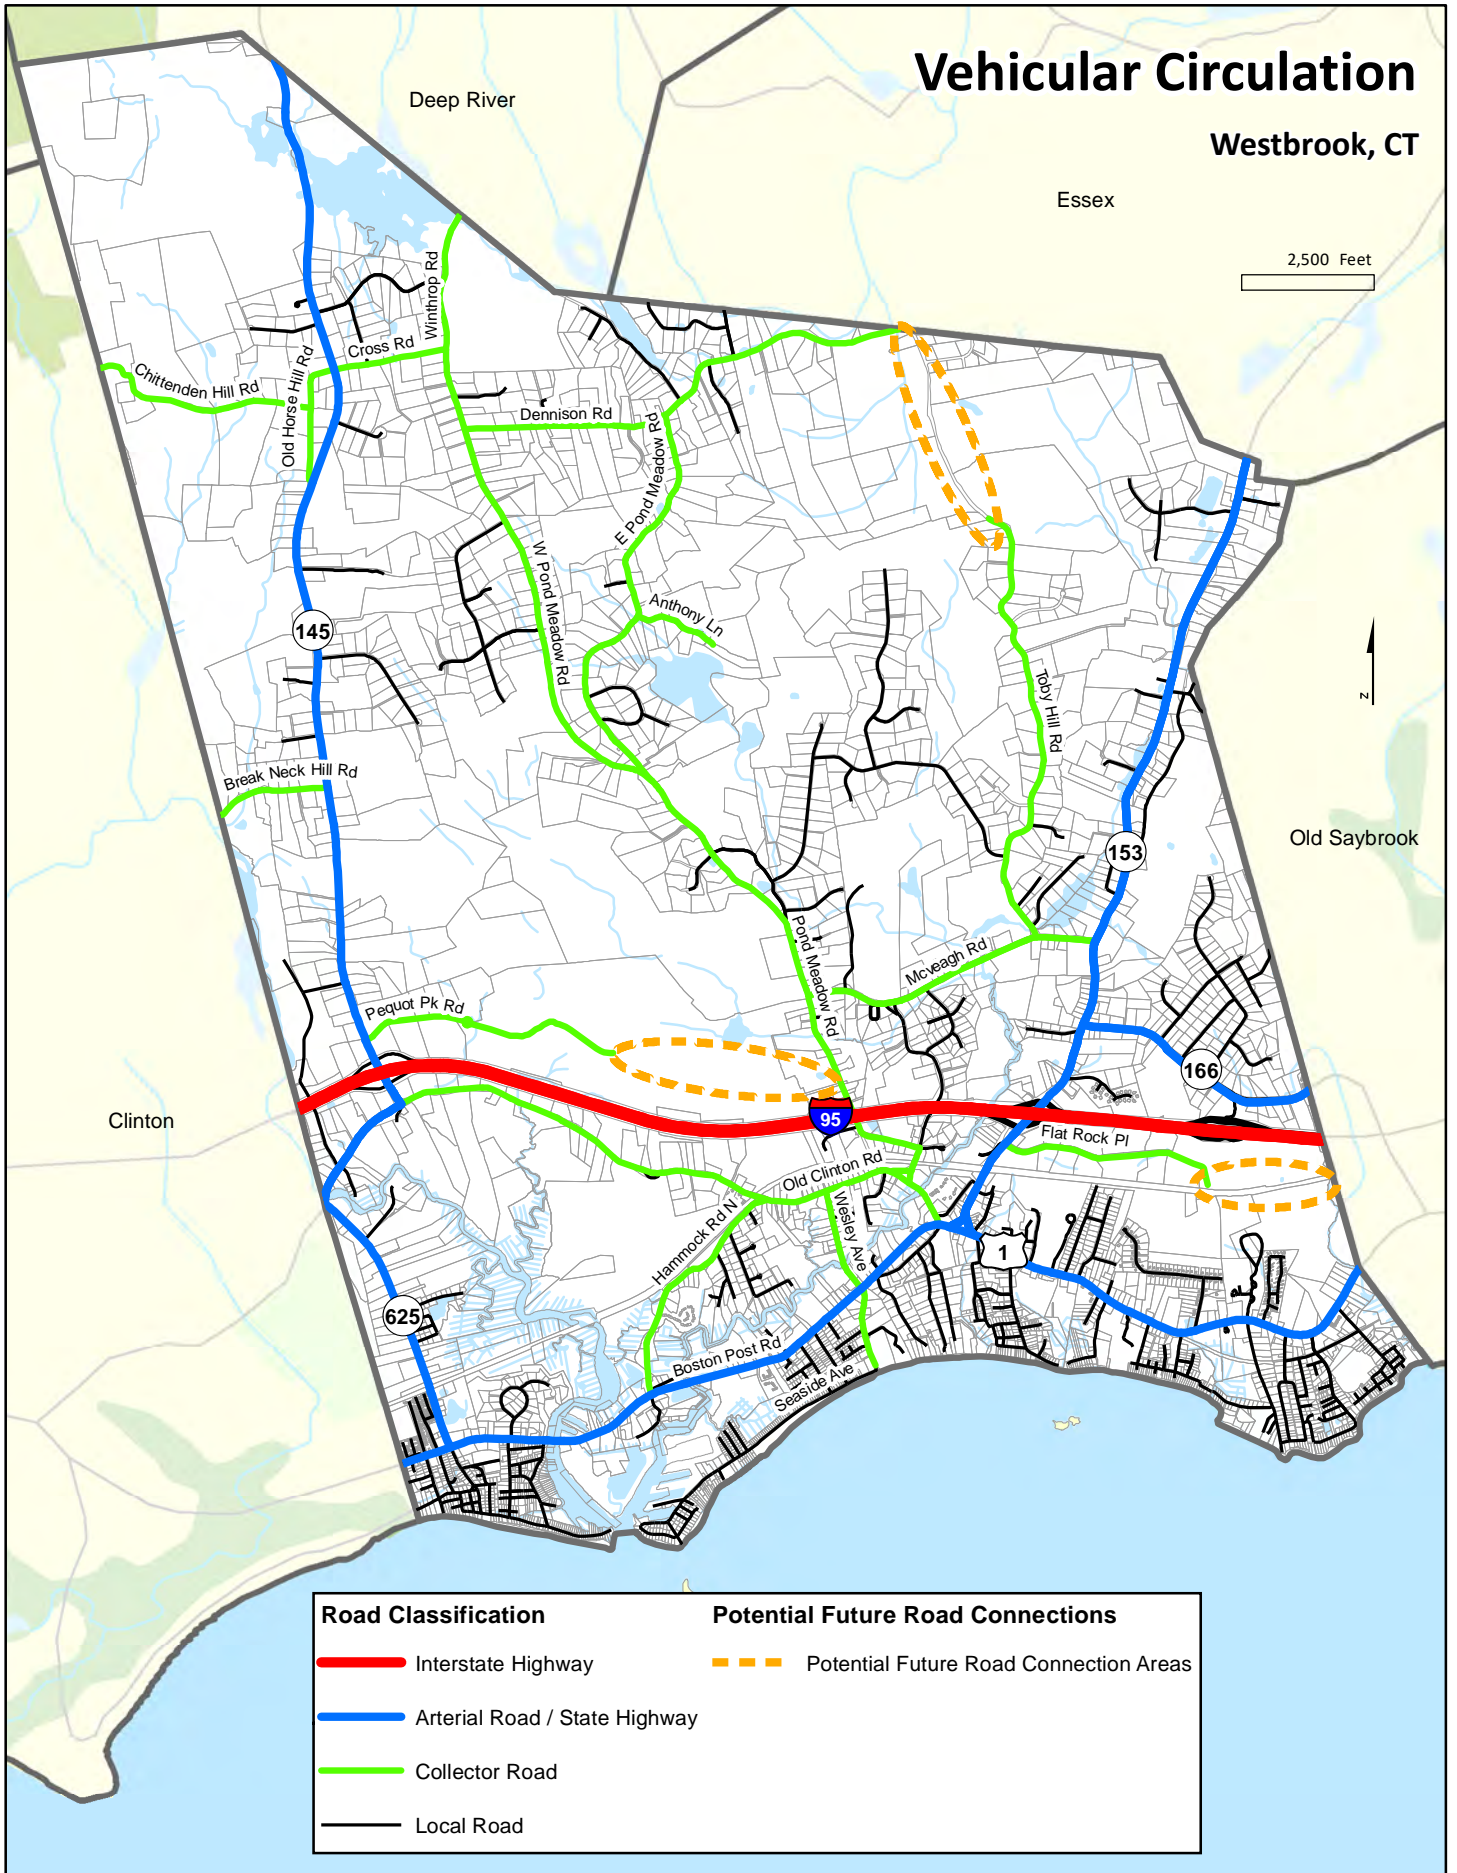 Vehicular Circulation
Westbrook, CT
Deep River
Essex
2,500 Feet
Winthrop Rd
Cross Rd
Chittenden Hill Rd
Old Horse Hill Rd
Dennison Rd
E Pond Meadow Rd
W Pond Meadow Rd
Anthony Ln
145
Toby Hill Rd
N
Break Neck Hill Rd
153
Old Saybrook
Pond Meadow Rd
Mcveagh Rd
Pequot Pk Rd
166
Clinton
95
Flat Rock Pl
Old Clinton Rd
Hammock Rd N
Wesley Ave
1
625
Boston Post Rd
Seaside Ave
Road Classification
Interstate Highway
Arterial Road / State Highway
Collector Road
Local Road
Potential Future Road Connections
Potential Future Road Connection Areas